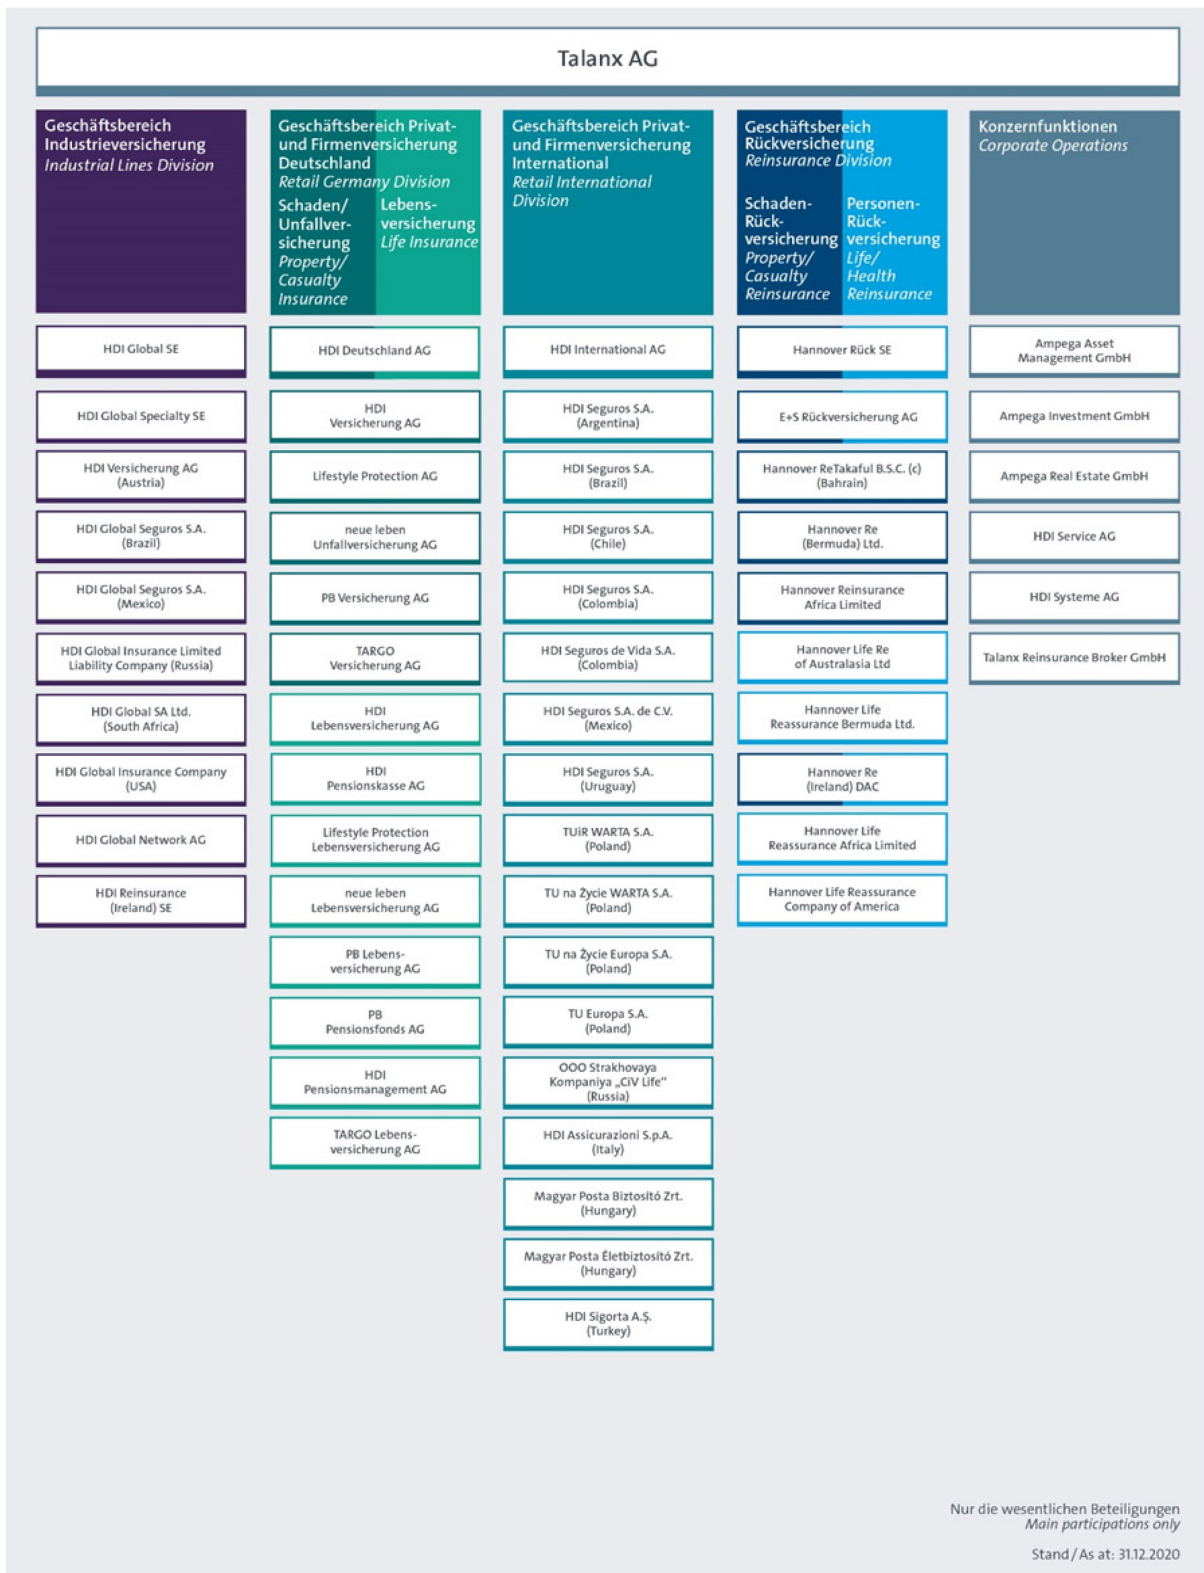 Talanx AG
Geschäftsbereich
Industrieversicherung
Industrial Lines Division
HDI Global SE
HDI Global Specialty SE
HDI Versicherung AG
(Austria)
HDI Global Seguros S.A.
(Brazil)
HDI Global Seguros S.A.
(Mexico)
HDI Global Insurance Limited
Liability Company (Russia)
HDI Global SA Ltd.
(South Africa)
HDI Global Insurance Company
(USA)
HDI Global Network AG
HDI Reinsurance
(Ireland) SE
Geschäftsbereich Privat-
und Firmenversicherung
Deutschland
Retail Germany Division
Schaden/
Unfallver-
sicherung
Property/
Casualty
Insurance
Lebens-
versicherung
Life Insurance
HDI Deutschland AG
HDI
Versicherung AG
Lifestyle Protection AG
neue leben
Unfallversicherung AG
PB Versicherung AG
TARGO
Versicherung AG
HDI
Lebensversicherung AG
HDI
Pensionskasse AG
Lifestyle Protection
Lebensversicherung AG
neue leben
Lebensversicherung AG
PB Lebens-
versicherung AG
PB
Pensionsfonds AG
HDI
Pensionsmanagement AG
TARGO Lebens-
versicherung AG
Geschäftsbereich Privat-
und Firmenversicherung
International
Retail International
Division
HDI International AG
HDI Seguros S.A.
(Argentina)
HDI Seguros S.A.
(Brazil)
HDI Seguros S.A.
(Chile)
HDI Seguros S.A.
(Colombia)
HDI Seguros de Vida S.A.
(Colombia)
HDI Seguros S.A. de C.V.
(Mexico)
HDI Seguros S.A.
(Uruguay)
TUiR WARTA S.A.
(Poland)
TU na Życie WARTA S.A.
(Poland)
TU na Życie Europa S.A.
(Poland)
TU Europa S.A.
(Poland)
OOO Strakhovaya
Kompaniya „CiV Life“
(Russia)
HDI Assicurazioni S.p.A.
(Italy)
Magyar Posta Biztosító Zrt.
(Hungary)
Magyar Posta Életbiztosító Zrt.
(Hungary)
HDI Sigorta A.Ş.
(Turkey)
Geschäftsbereich
Rückversicherung
Reinsurance Division
Schaden-
Rück-
versicherung
Property/
Casualty
Reinsurance
Personen-
Rück-
versicherung
Life/
Health
Reinsurance
Hannover Rück SE
E+S Rückversicherung AG
Hannover ReTakaful B.S.C. (c)
(Bahrain)
Hannover Re
(Bermuda) Ltd.
Hannover Reinsurance
Africa Limited
Hannover Life Re
of Australasia Ltd
Hannover Life
Reassurance Bermuda Ltd.
Hannover Re
(Ireland) DAC
Hannover Life
Reassurance Africa Limited
Hannover Life Reassurance
Company of America
Konzernfunktionen
Corporate Operations
Ampega Asset
Management GmbH
Ampega Investment GmbH
Ampega Real Estate GmbH
HDI Service AG
HDI Systeme AG
Talanx Reinsurance Broker GmbH
Nur die wesentlichen Beteiligungen
Main participations only
Stand / As at: 31.12.2020